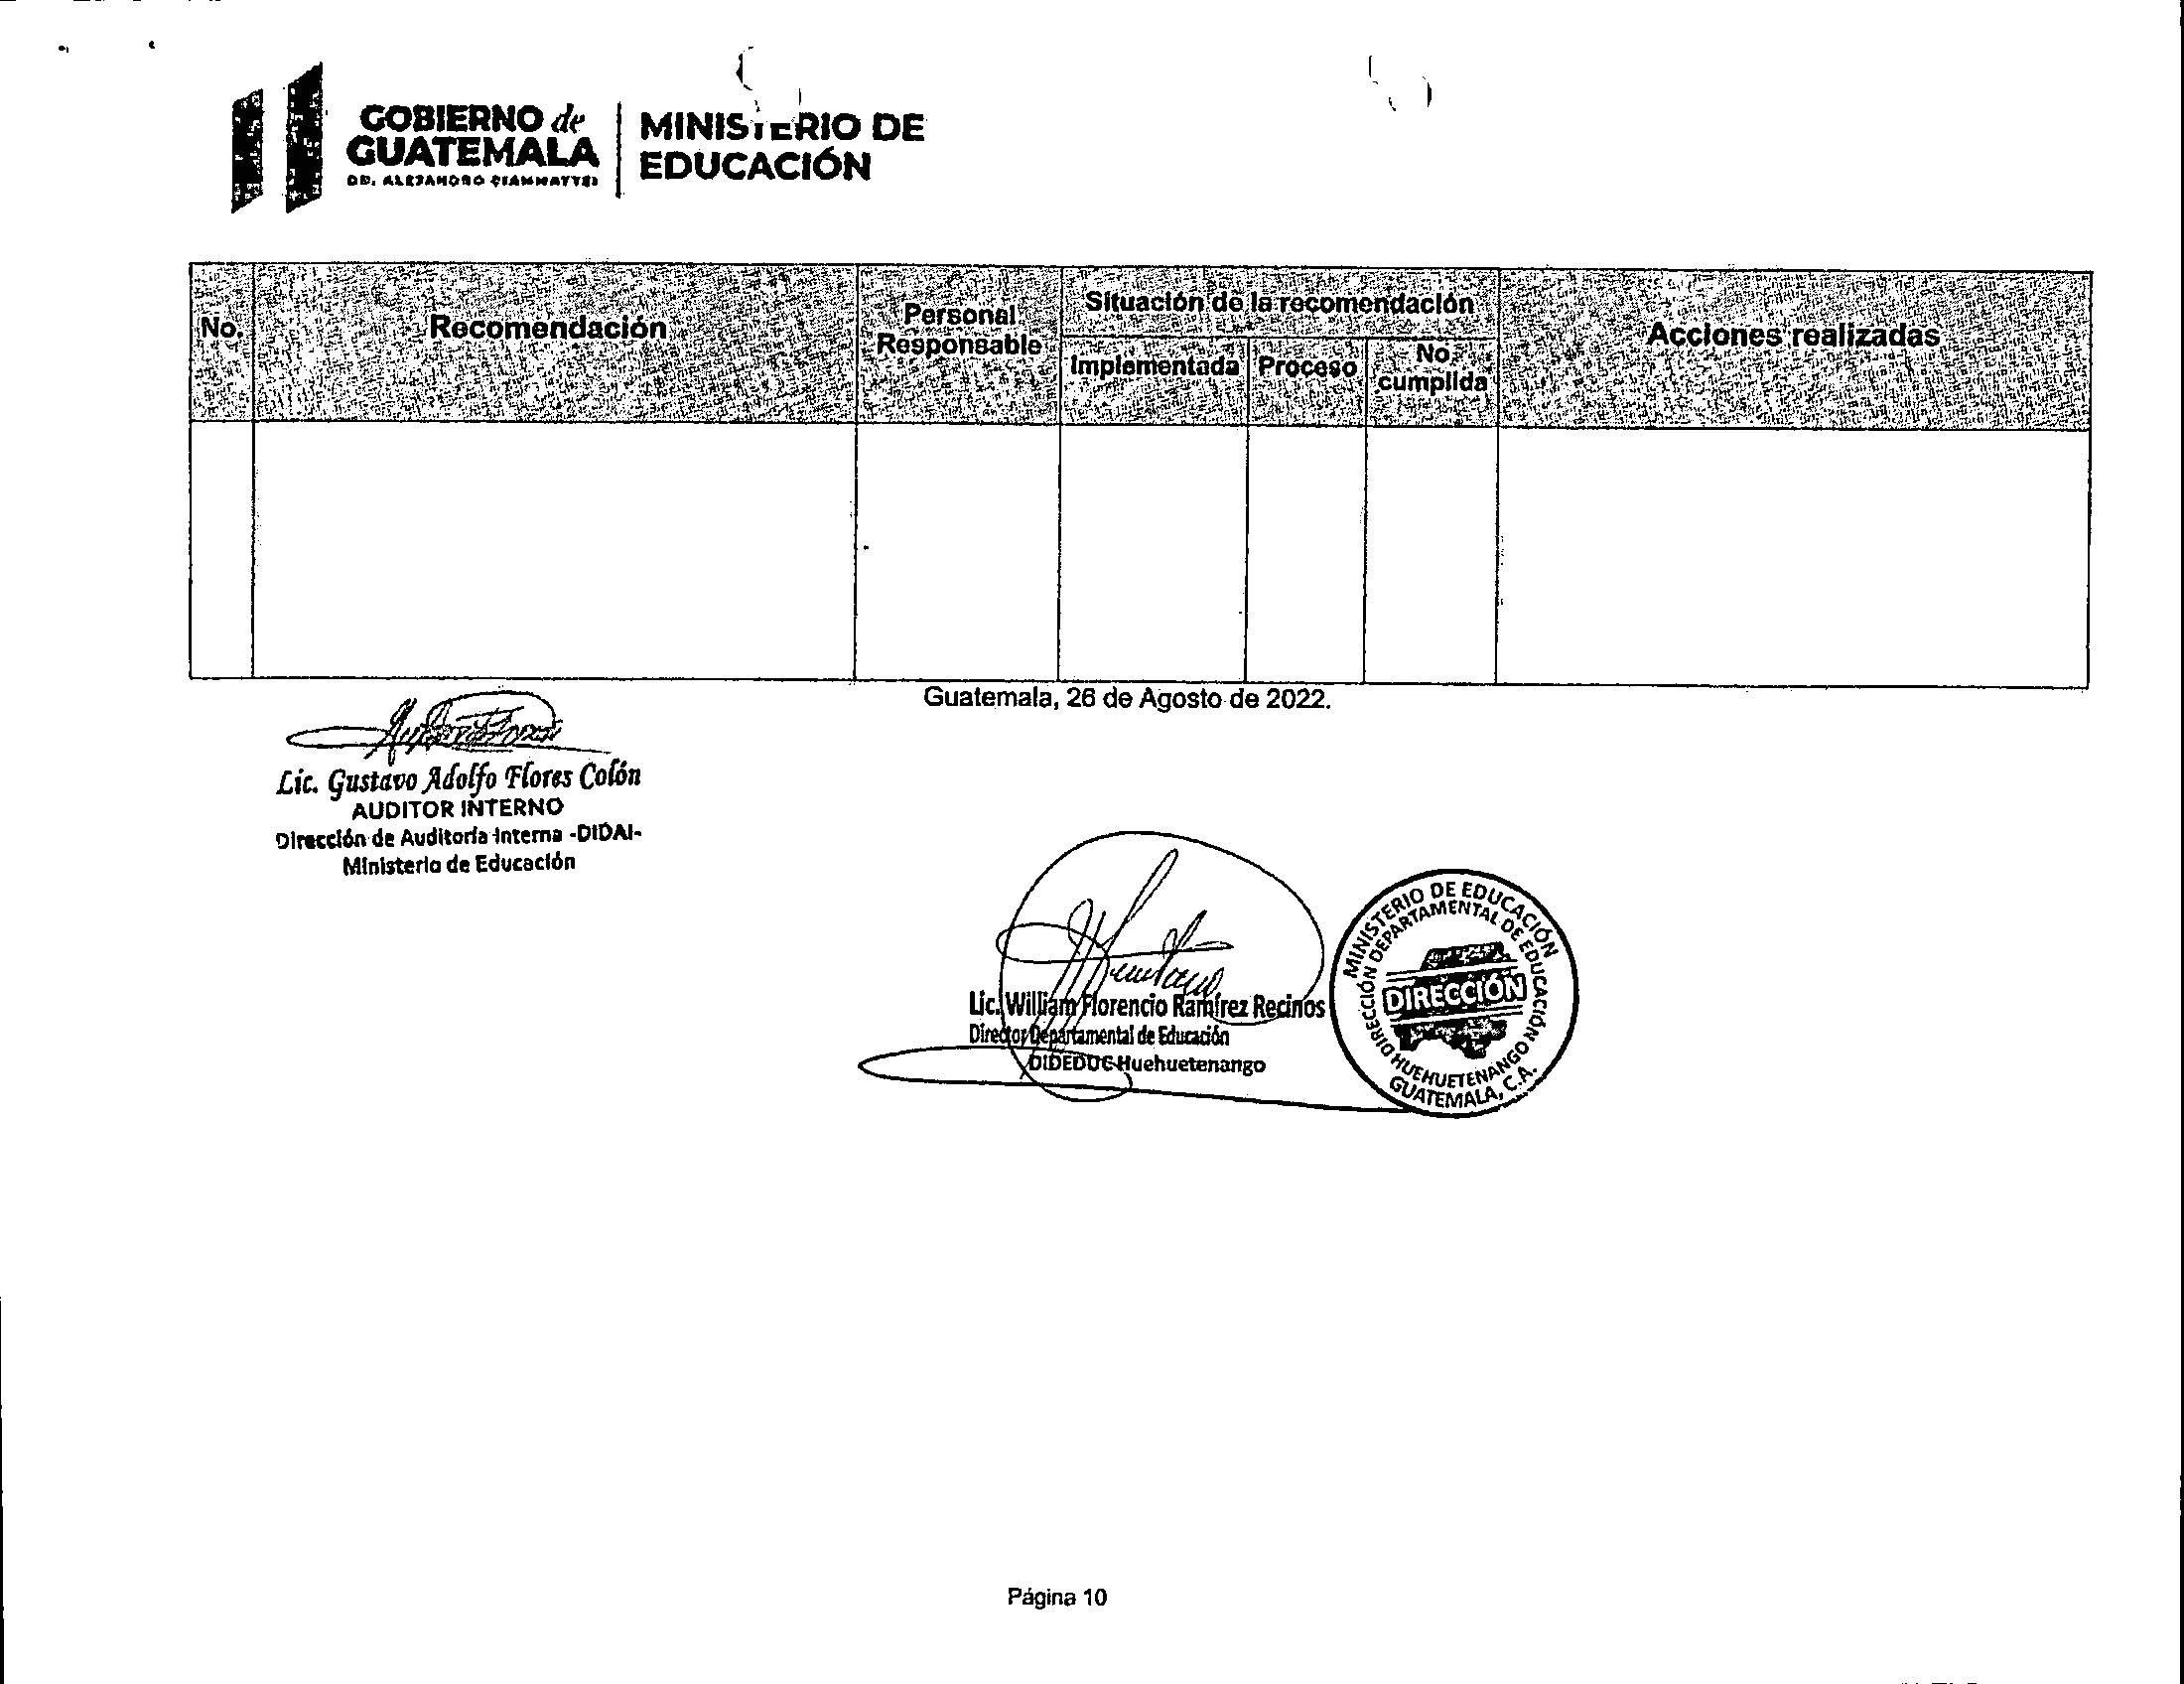 GOBIERNO de
GUATEMALA
DR. ALEJANDRO GIAMMATTEI
MINISTERIO DE
EDUCACIÓN
No.
Recomendación
Personal
Responsable
Situación de la recomendación
Implementada
Proceso
No
cumplida
Acciones realizadas
Guatemala, 26 de Agosto de 2022.
Lic. Gustavo Adolfo Flores Colón
AUDITOR INTERNO
Dirección de Auditoría Interna -DIDAI-
Ministerio de Educación
Lic. William Florencio Ramírez Recinos
Director Departamental de Educación
DIDEDUC Huehuetenango
MINISTERIO DE EDUCACIÓN
DIRECCIÓN DEPARTAMENTAL DE EDUCACIÓN
DIRECCIÓN
HUEHUETENANGO
GUATEMALA, C.A.
Página 10